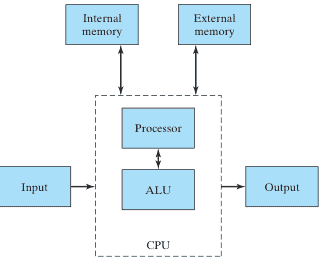 Internal
memory
External
memory
Processor
Input
ALU
Output
CPU